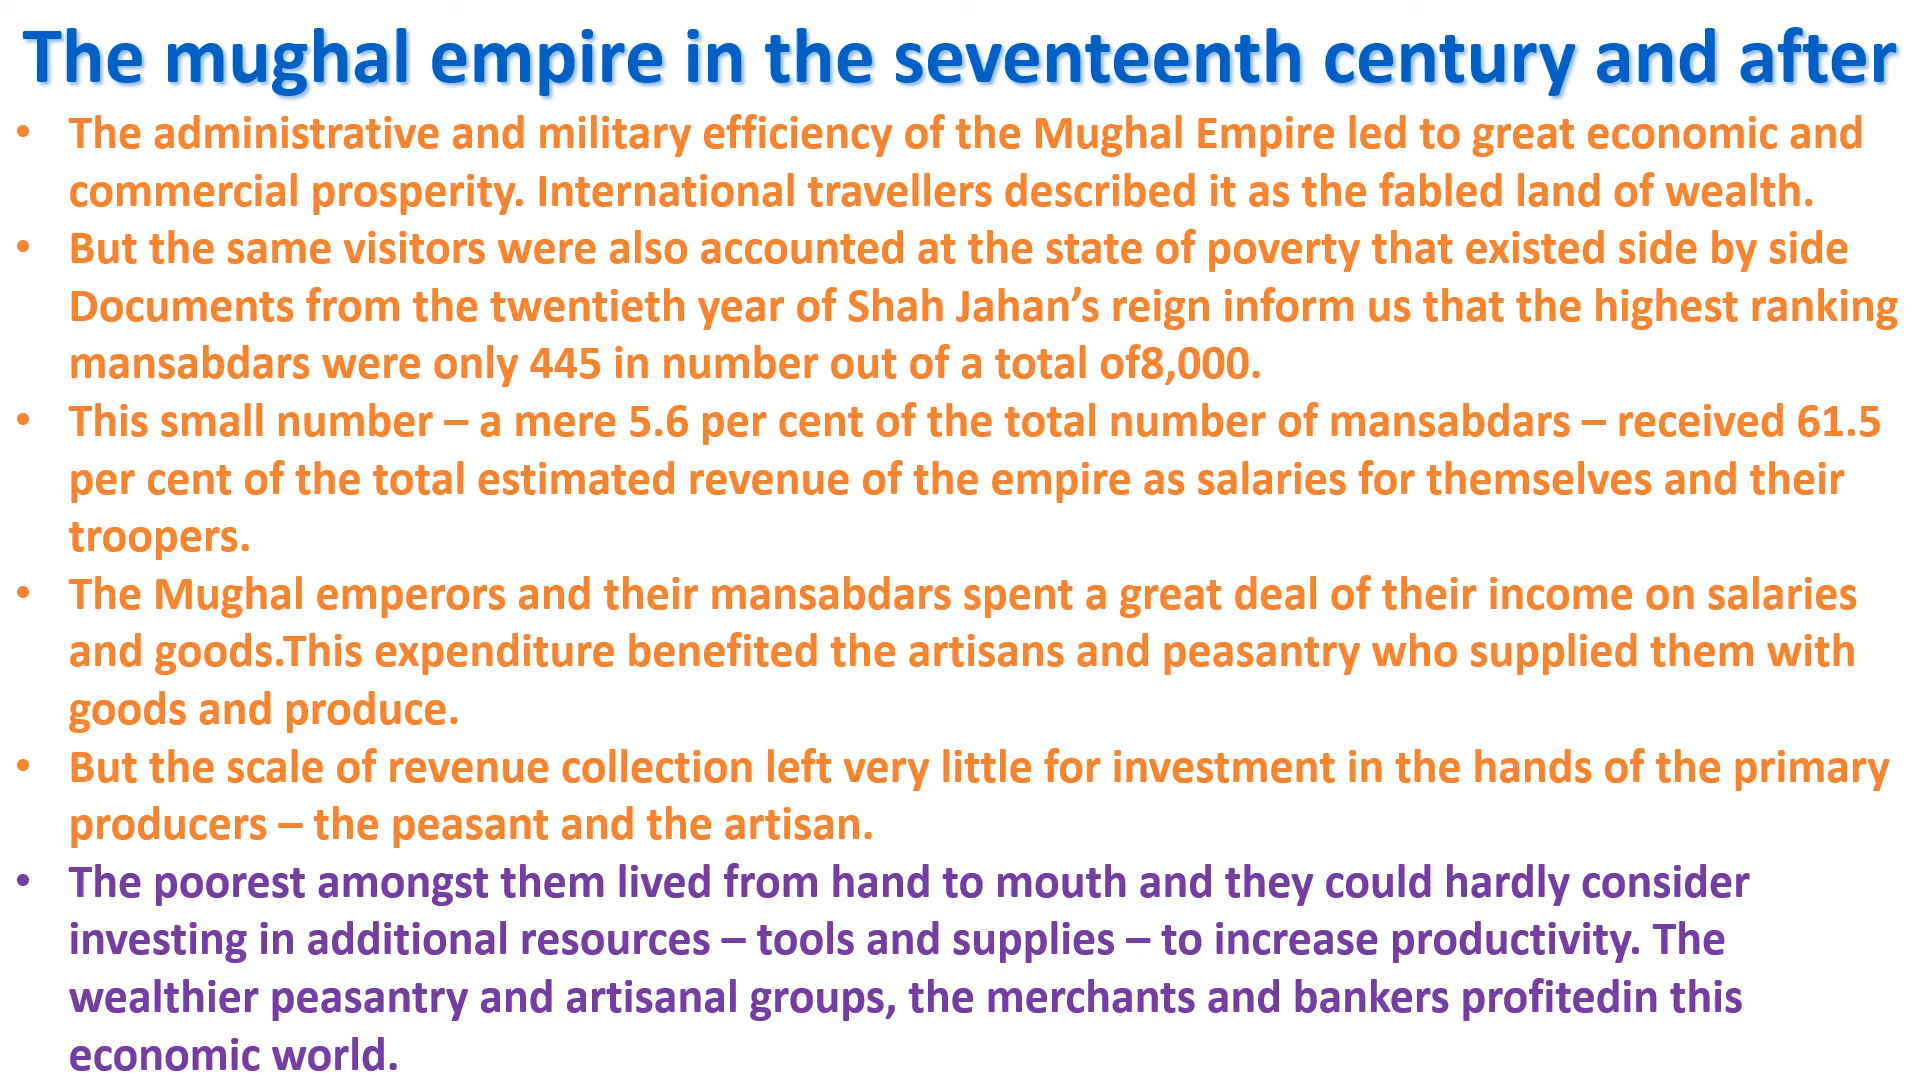 The mughal empire in the seventeenth century and after
• The administrative and military efficiency of the Mughal Empire led to great economic and
commercial prosperity. International travellers described it as the fabled land of wealth.
• But the same visitors were also accounted at the state of poverty that existed side by side
Documents from the twentieth year of Shah Jahan’s reign inform us that the highest ranking
mansabdars were only 445 in number out of a total of8,000.
• This small number – a mere 5.6 per cent of the total number of mansabdars – received 61.5
per cent of the total estimated revenue of the empire as salaries for themselves and their
troopers.
• The Mughal emperors and their mansabdars spent a great deal of their income on salaries
and goods.This expenditure benefited the artisans and peasantry who supplied them with
goods and produce.
• But the scale of revenue collection left very little for investment in the hands of the primary
producers – the peasant and the artisan.
• The poorest amongst them lived from hand to mouth and they could hardly consider
investing in additional resources – tools and supplies – to increase productivity. The
wealthier peasantry and artisanal groups, the merchants and bankers profitedin this
economic world.